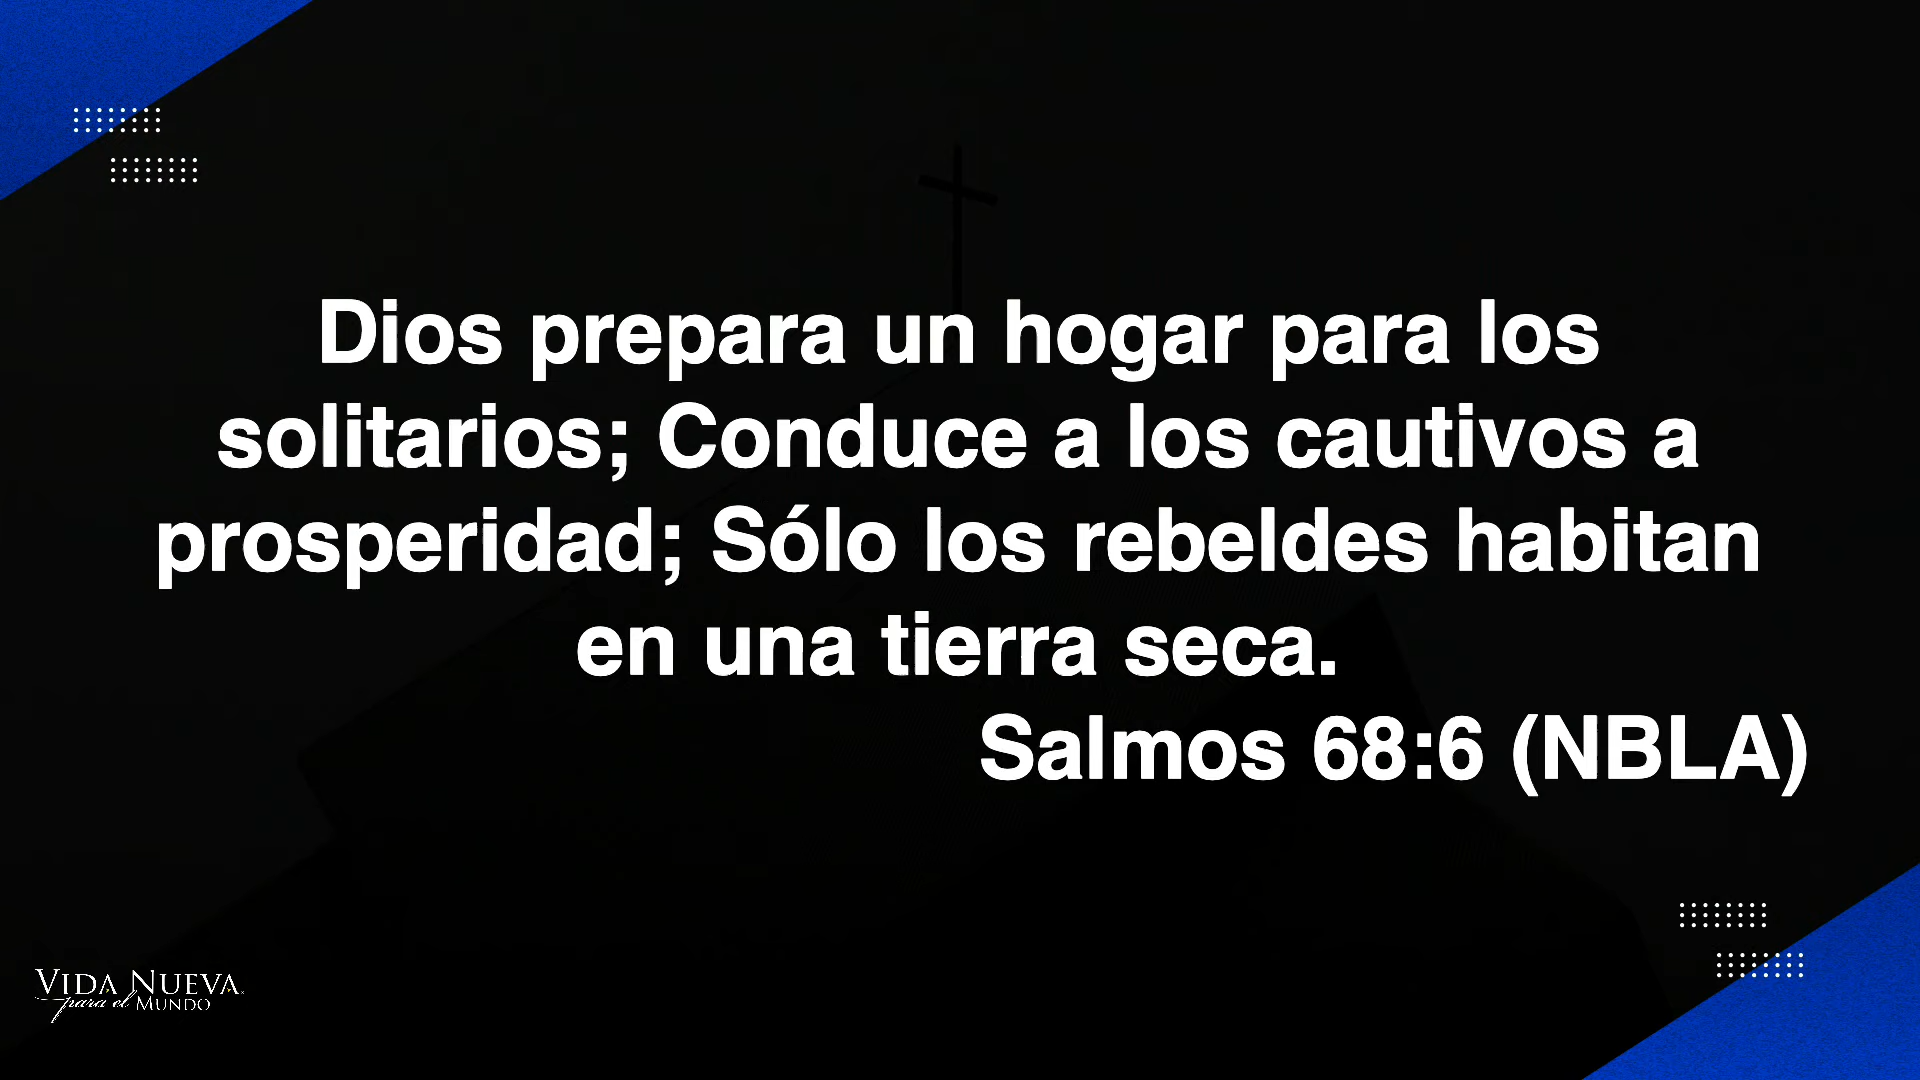 Dios prepara un hogar para los
solitarios; Conduce a los cautivos a
prosperidad; Sólo los rebeldes habitan
en una tierra seca.
Salmos 68:6 (NBLA)
VIDA NUEVA
para el MUNDO